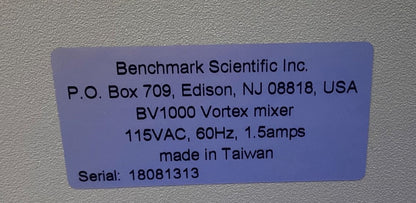 Benchmark Scientific Inc.
P.O. Box 709, Edison, NJ 08818, USA
BV1000 Vortex mixer
115VAC, 60Hz, 1.5amps
made in Taiwan
Serial: 18081313